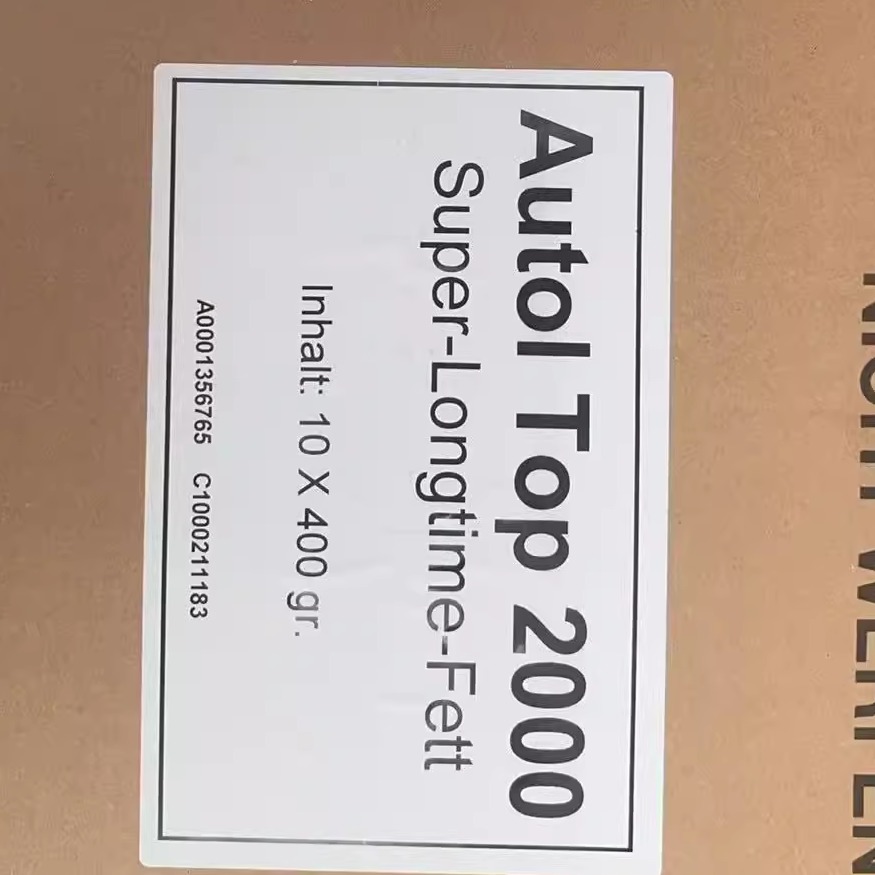 Autol Top 2000
Super-Longtime-Fett
Inhalt: 10 X 400 gr.
A0001356765 C1000211183